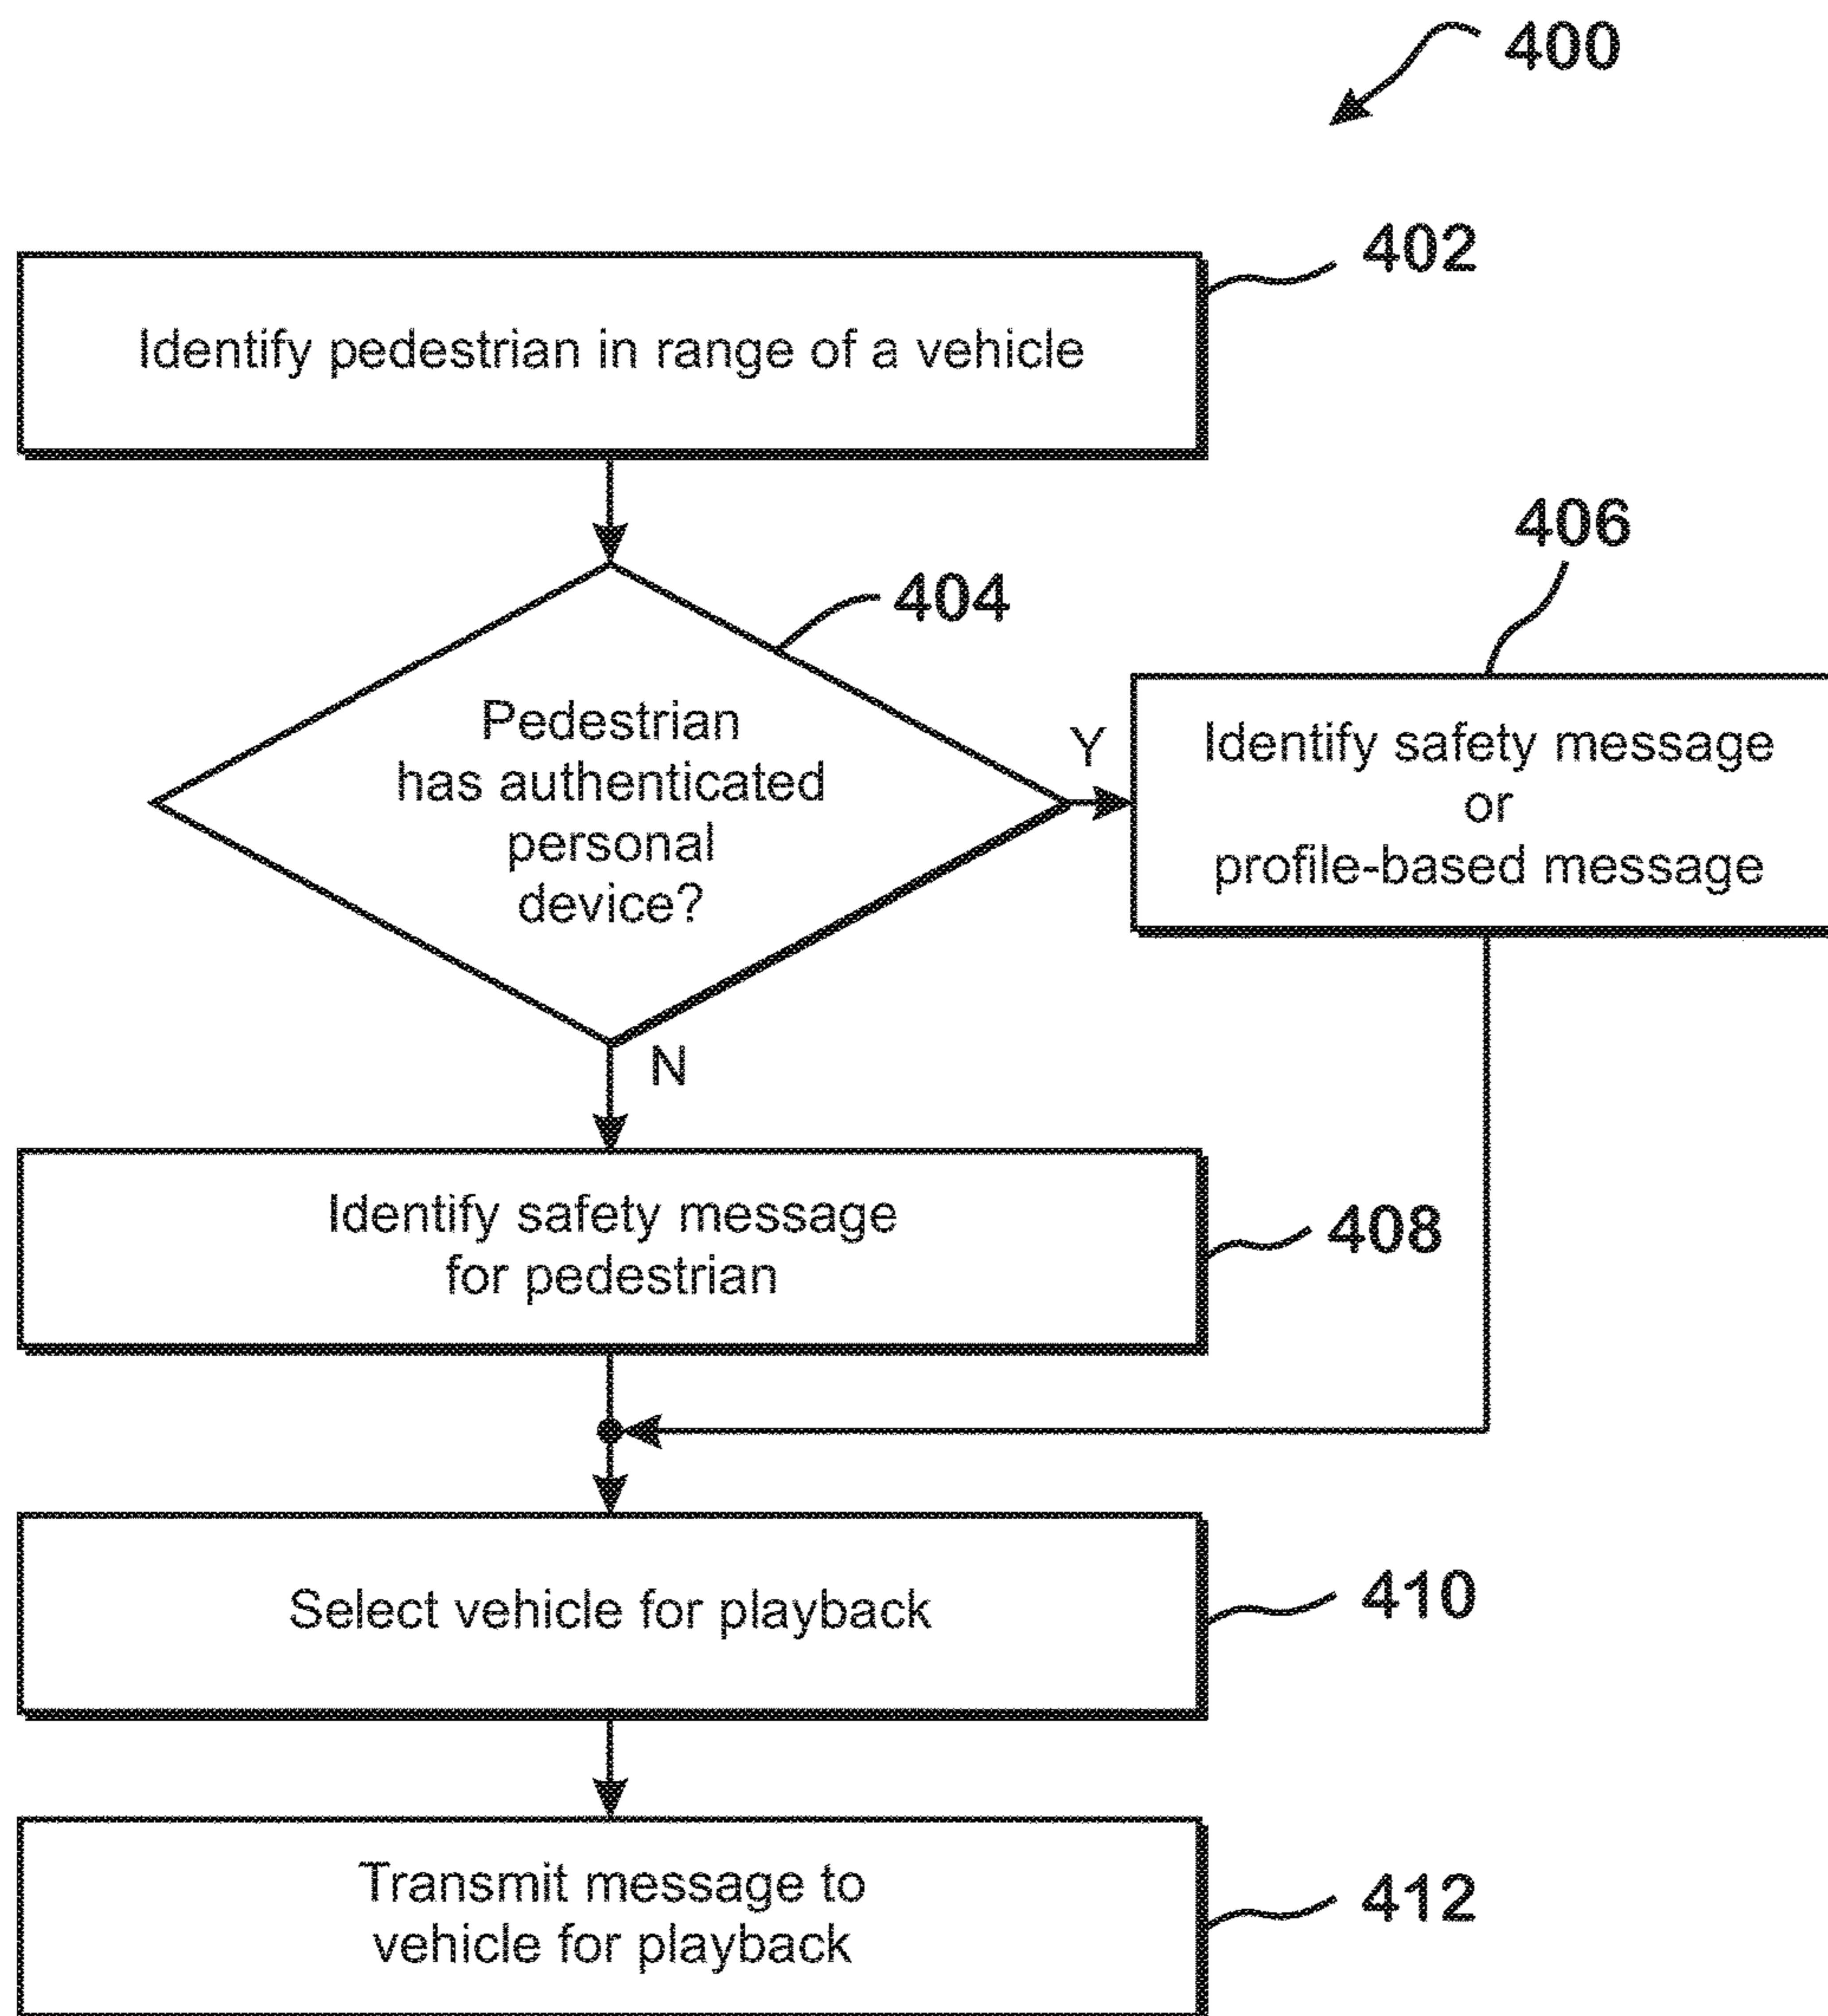 400
402
Identify pedestrian in range of a vehicle
404
406
Pedestrian
has authenticated
personal
device?
Y
Identify safety message
or
profile-based message
N
Identify safety message
for pedestrian
408
Select vehicle for playback
410
Transmit message to
vehicle for playback
412